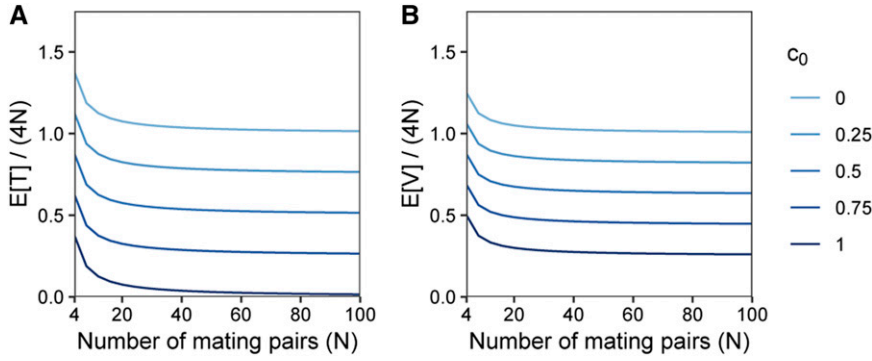 A
E[T] / (4N)
1.5
1.0
0.5
0.0
4 20 40 60 80 100
Number of mating pairs (N)
B
E[V] / (4N)
1.5
1.0
0.5
0.0
4 20 40 60 80 100
Number of mating pairs (N)
c₀
0
0.25
0.5
0.75
1